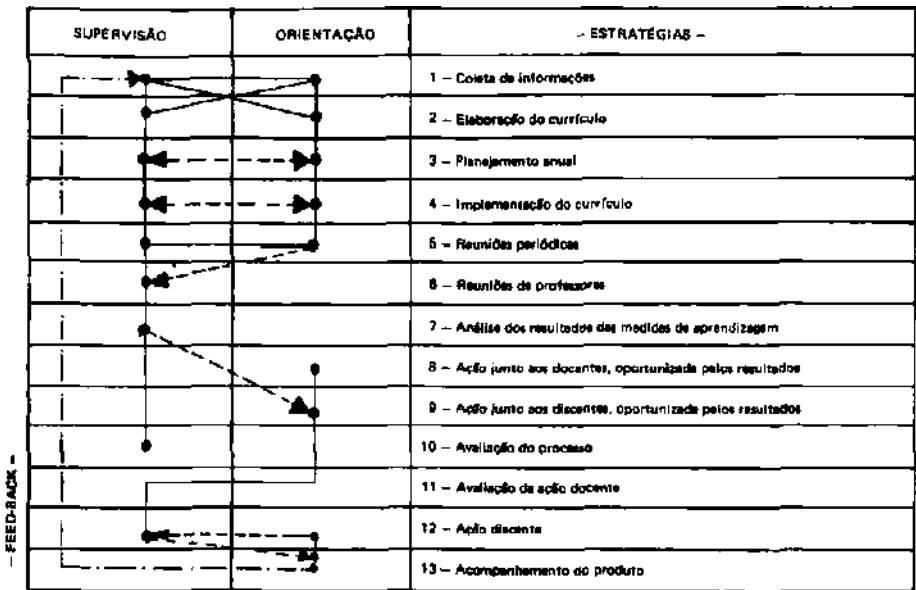 SUPERVISÃO
ORIENTAÇÃO
– ESTRATÉGIAS –
1 – Coleta de informações
2 – Elaboração do currículo
3 – Planejamento anual
4 – Implementação do currículo
5 – Reuniões periódicas
6 – Reuniões de professores
7 – Análise dos resultados das medidas de aprendizagem
8 – Ação junto aos docentes, oportunizada pelos resultados
9 – Ação junto aos discentes, oportunizada pelos resultados
10 – Avaliação do processo
11 – Avaliação da ação docente
12 – Ação discente
13 – Acompanhamento do produto
– FEED-BACK –